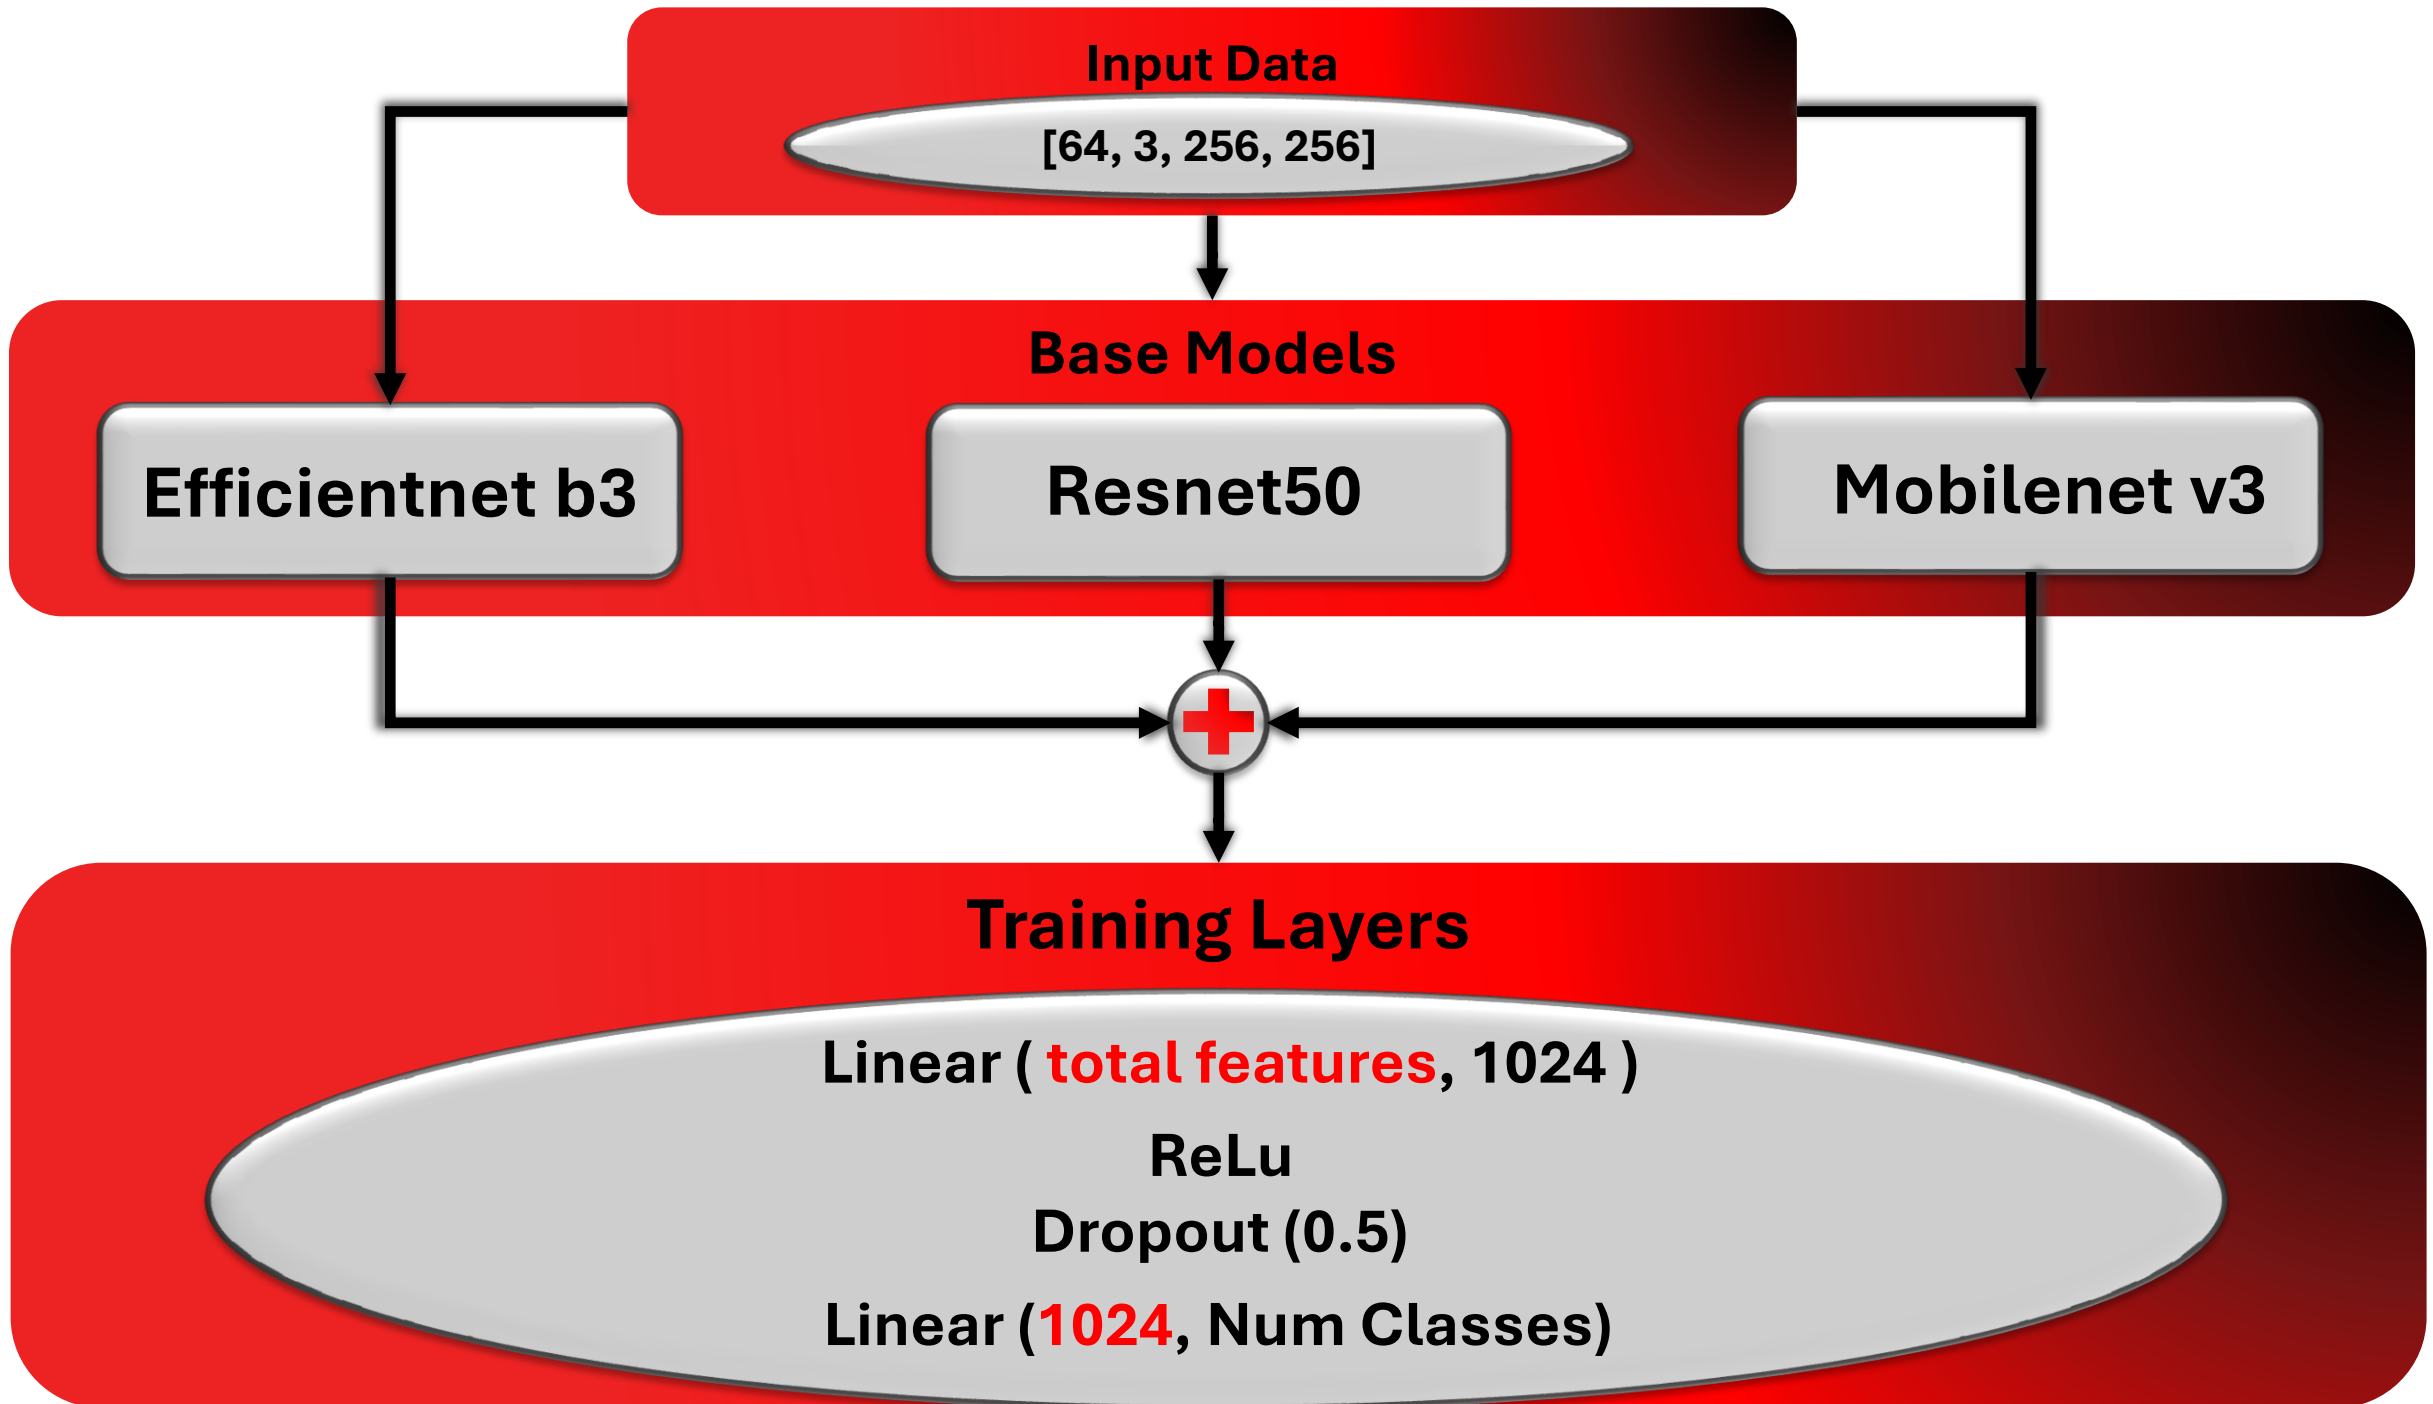 Input Data
[64, 3, 256, 256]
Base Models
Efficientnet b3
Resnet50
Mobilenet v3
Training Layers
Linear ( total features, 1024 )
ReLu
Dropout (0.5)
Linear (1024, Num Classes)